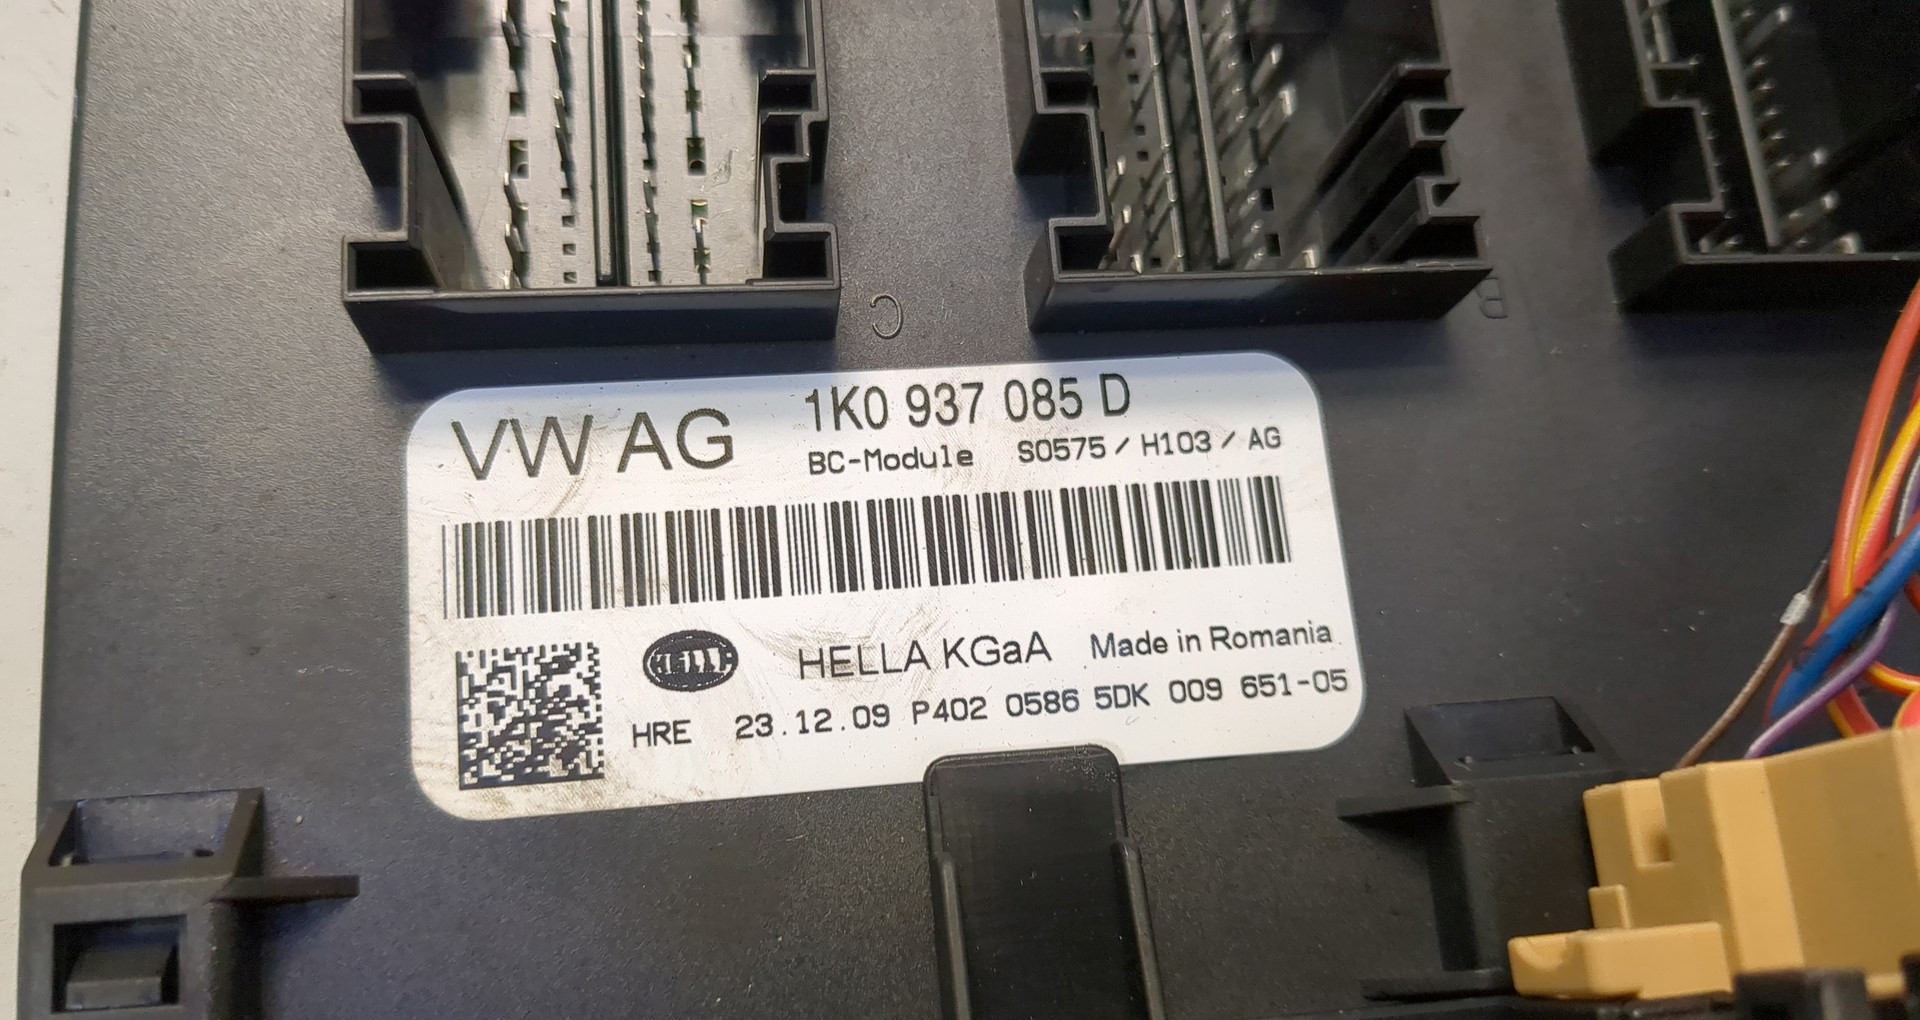 C
B
VW AG
1K0 937 085 D
BC-Module S0575 / H103 / AG
HELLA
HELLA KGaA Made in Romania
HRE 23.12.09 P402 0586 5DK 009 651-05